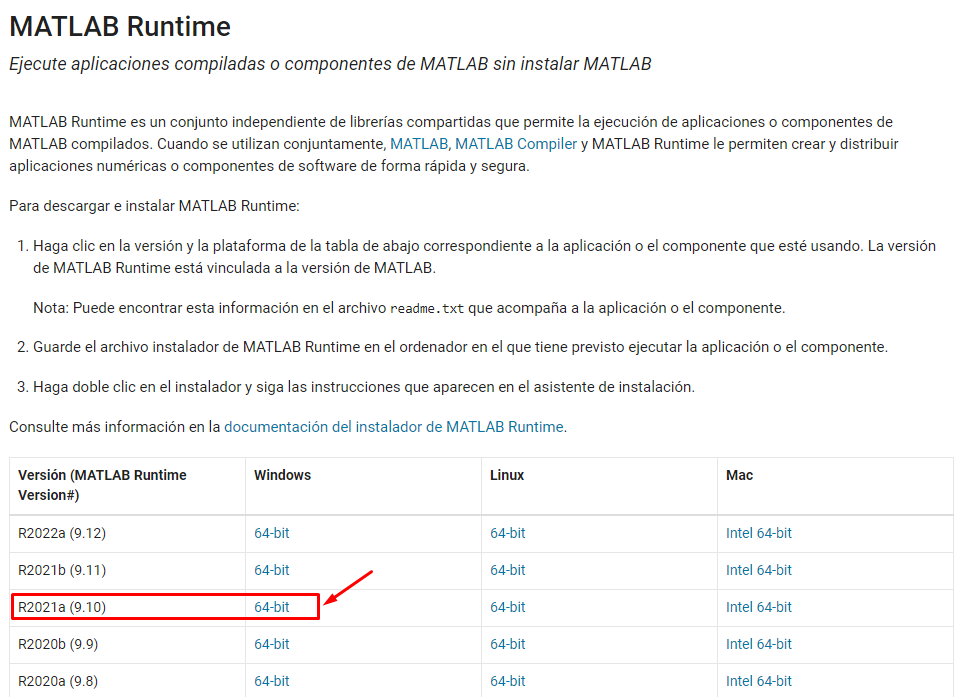 MATLAB Runtime
Ejecute aplicaciones compiladas o componentes de MATLAB sin instalar MATLAB
MATLAB Runtime es un conjunto independiente de librerías compartidas que permite la ejecución de aplicaciones o componentes de
MATLAB compilados. Cuando se utilizan conjuntamente, MATLAB, MATLAB Compiler y MATLAB Runtime le permiten crear y distribuir
aplicaciones numéricas o componentes de software de forma rápida y segura.
Para descargar e instalar MATLAB Runtime:
1. Haga clic en la versión y la plataforma de la tabla de abajo correspondiente a la aplicación o el componente que esté usando. La versión
de MATLAB Runtime está vinculada a la versión de MATLAB.
Nota: Puede encontrar esta información en el archivo readme.txt que acompaña a la aplicación o el componente.
2. Guarde el archivo instalador de MATLAB Runtime en el ordenador en el que tiene previsto ejecutar la aplicación o el componente.
3. Haga doble clic en el instalador y siga las instrucciones que aparecen en el asistente de instalación.
Consulte más información en la documentación del instalador de MATLAB Runtime.
Versión (MATLAB Runtime Windows Linux Mac
Version#)
R2022a (9.12) 64-bit 64-bit Intel 64-bit
R2021b (9.11) 64-bit 64-bit Intel 64-bit
R2021a (9.10) 64-bit 64-bit Intel 64-bit
R2020b (9.9) 64-bit 64-bit Intel 64-bit
R2020a (9.8) 64-bit 64-bit Intel 64-bit